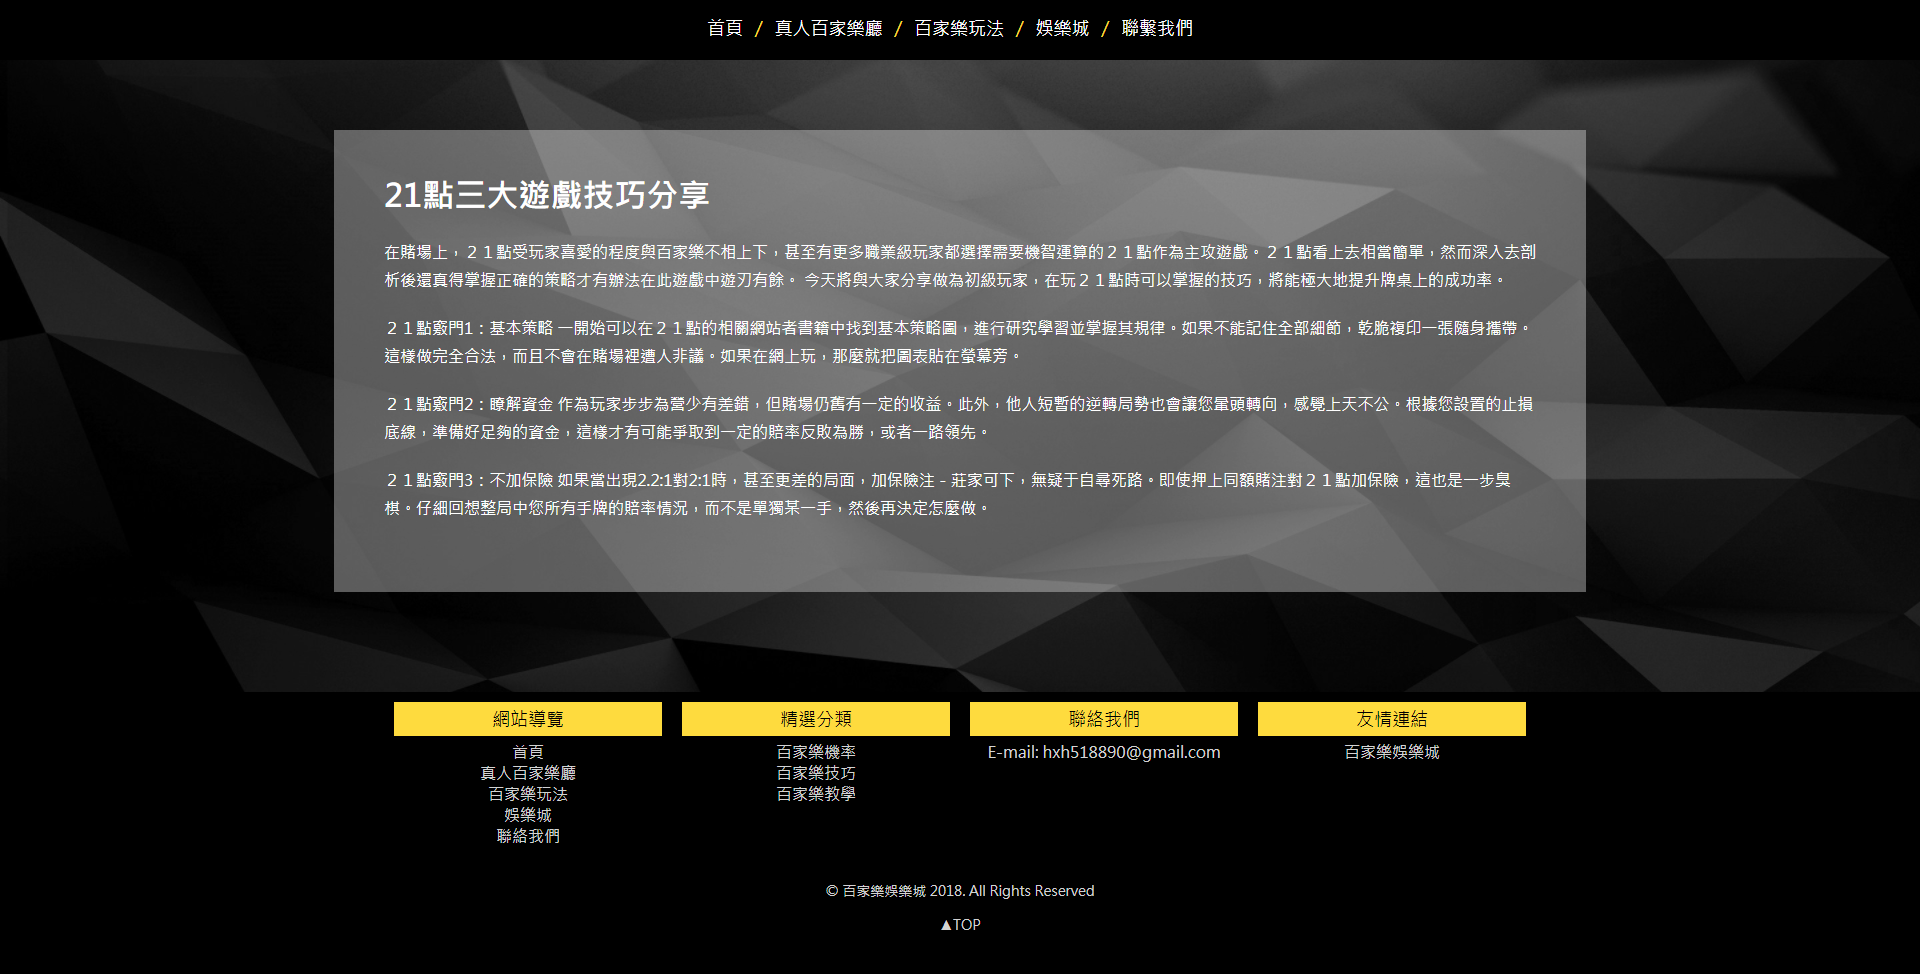 首頁 / 真人百家樂廳 / 百家樂玩法 / 娛樂城 / 聯繫我們
21點三大遊戲技巧分享
在賭場上，２１點受玩家喜愛的程度與百家樂不相上下，甚至有更多職業級玩家都選擇需要機智運算的２１點作為主攻遊戲。２１點看上去相當簡單，然而深入去剖
析後還真得掌握正確的策略才有辦法在此遊戲中遊刃有餘。 今天將與大家分享做為初級玩家，在玩２１點時可以掌握的技巧，將能極大地提升牌桌上的成功率。
２１點竅門1：基本策略 一開始可以在２１點的相關網站者書籍中找到基本策略圖，進行研究學習並掌握其規律。如果不能記住全部細節，乾脆複印一張隨身攜帶。
這樣做完全合法，而且不會在賭場裡遭人非議。如果在網上玩，那麼就把圖表貼在螢幕旁。
２１點竅門2：瞭解資金 作為玩家步步為營少有差錯，但賭場仍舊有一定的收益。此外，他人短暫的逆轉局勢也會讓您暈頭轉向，感覺上天不公。根據您設置的止損
底線，準備好足夠的資金，這樣才有可能爭取到一定的賠率反敗為勝，或者一路領先。
２１點竅門3：不加保險 如果當出現2.2:1對2:1時，甚至更差的局面，加保險注－莊家可下，無疑于自尋死路。即使押上同額賭注對２１點加保險，這也是一步臭
棋。仔細回想整局中您所有手牌的賠率情況，而不是單獨某一手，然後再決定怎麼做。
網站導覽
首頁
真人百家樂廳
百家樂玩法
娛樂城
聯絡我們
精選分類
百家樂機率
百家樂技巧
百家樂教學
聯絡我們
E-mail: hxh518890@gmail.com
友情連結
百家樂娛樂城
© 百家樂娛樂城 2018. All Rights Reserved
▲TOP